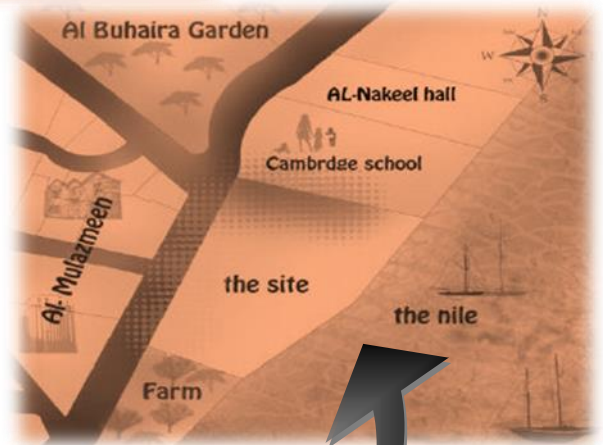 Al Buhaira Garden
N
W
S
AL-Nakeel hall
Cambrdge school
Al- Mulazmeen
the site
the nile
Farm